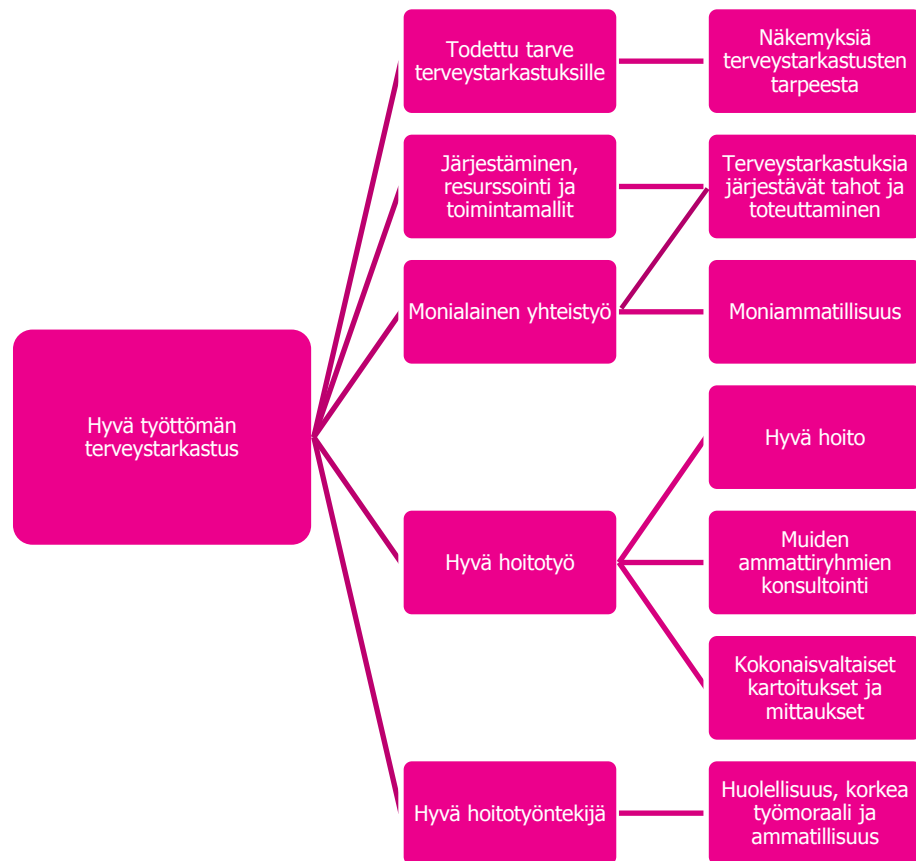 Hyvä työttömän
terveystarkastus
Todettu tarve
terveystarkastuksille
Näkemyksiä
terveystarkastusten
tarpeesta
Järjestäminen,
resurssointi ja
toimintamallit
Terveystarkastuksia
järjestävät tahot ja
toteuttaminen
Monialainen yhteistyö
Moniammatillisuus
Hyvä hoitotyö
Hyvä hoito
Muiden
ammattiryhmien
konsultointi
Kokonaisvaltaiset
kartoitukset ja
mittaukset
Hyvä hoitotyöntekijä
Huolellisuus, korkea
työmoraali ja
ammatillisuus